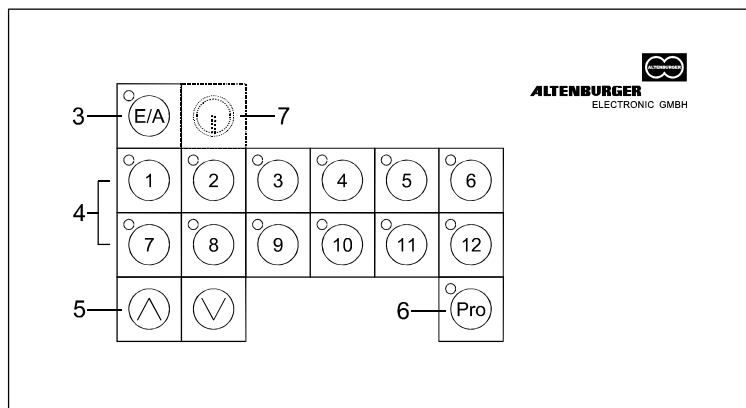 ALTENBURGER
ALTENBURGER
ELECTRONIC GMBH
3 E/A 7
1 2 3 4 5 6
4
7 8 9 10 11 12
5 6 Pro